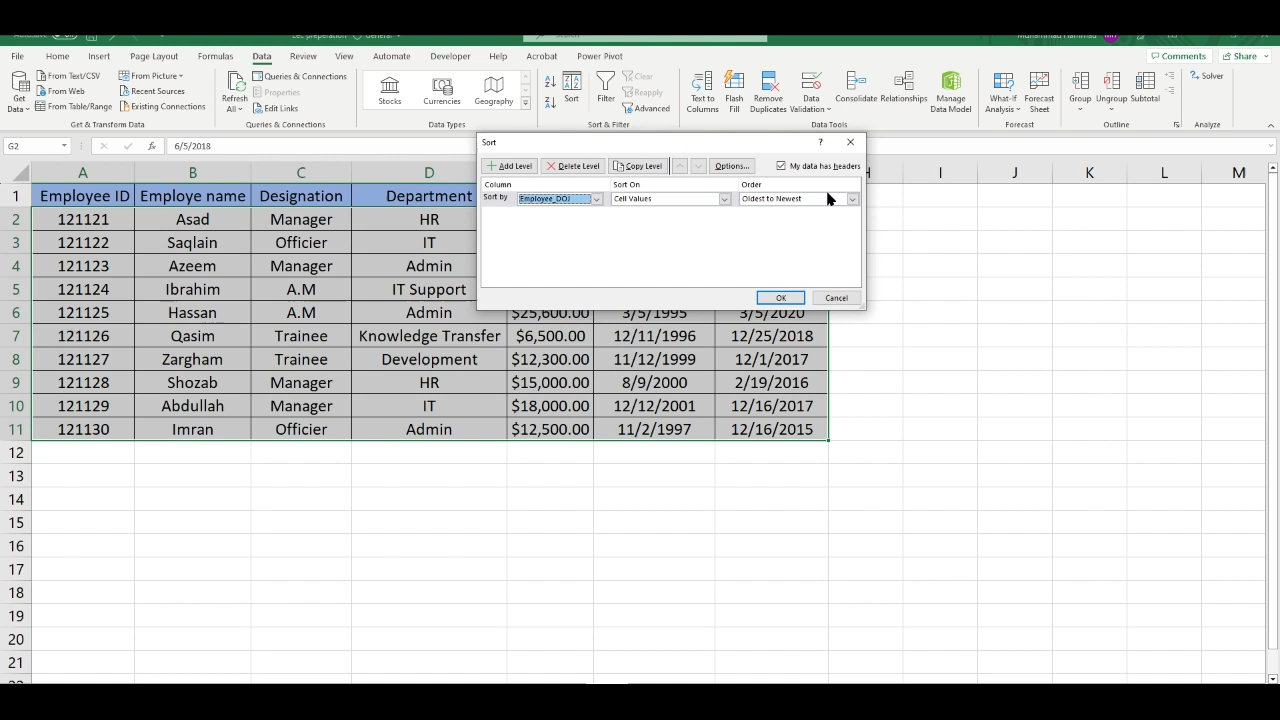 File Home Insert Page Layout Formulas Data Review View Automate Developer Help Acrobat Power Pivot Comments Share
Get Data From Text/CSV From Picture Refresh All Queries & Connections Stocks Currencies Geography Sort Filter Clear Text to Columns Flash Fill Remove Duplicates Data Validation Consolidate Relationships Manage Data Model What-If Analysis Forecast Sheet Group Ungroup Subtotal Solver
From Web Recent Sources Properties Reapply
From Table/Range Existing Connections Edit Links Advanced
Get & Transform Data Queries & Connections Data Types Sort & Filter Data Tools Forecast Outline Analyze
G2 fx 6/5/2018
Sort ?
Add Level Delete Level Copy Level Options... My data has headers
Column Sort On Order
Sort by Employee_DOJ Cell Values Oldest to Newest
OK Cancel
A B C D H I J K L M
1 Employee ID Employe name Designation Department
2 121121 Asad Manager HR
3 121122 Saqlain Officier IT
4 121123 Azeem Manager Admin
5 121124 Ibrahim A.M IT Support
6 121125 Hassan A.M Admin $25,600.00 3/5/1995 3/5/2020
7 121126 Qasim Trainee Knowledge Transfer $6,500.00 12/11/1996 12/25/2018
8 121127 Zargham Trainee Development $12,300.00 11/12/1999 12/1/2017
9 121128 Shozab Manager HR $15,000.00 8/9/2000 2/19/2016
10 121129 Abdullah Manager IT $18,000.00 12/12/2001 12/16/2017
11 121130 Imran Officier Admin $12,500.00 11/2/1997 12/16/2015
12
13
14
15
16
17
18
19
20
21